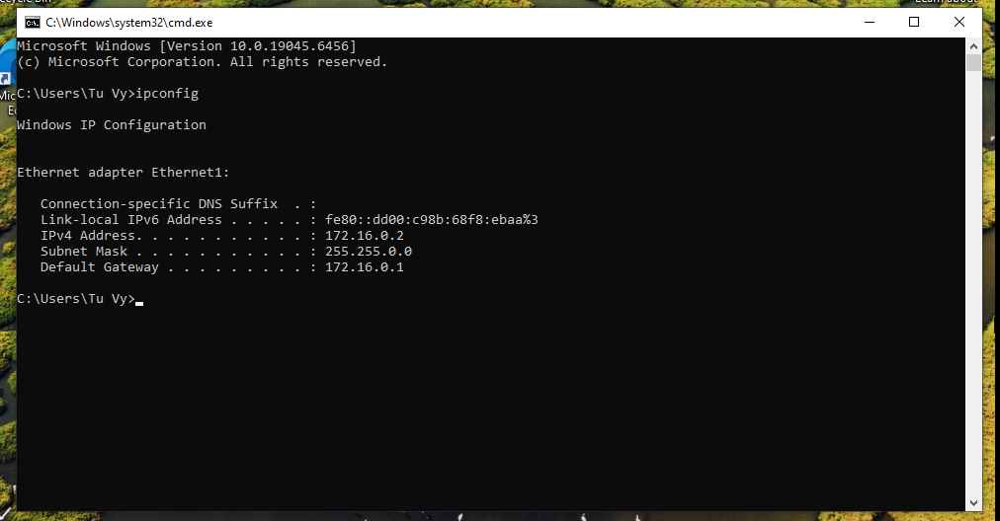 C:\Windows\system32\cmd.exe
Microsoft Windows [Version 10.0.19045.6456]
(c) Microsoft Corporation. All rights reserved.
C:\Users\Tu Vy>ipconfig
Windows IP Configuration
Ethernet adapter Ethernet1:
Connection-specific DNS Suffix . :
Link-local IPv6 Address . . . . . : fe80::dd00:c98b:68f8:ebaa%3
IPv4 Address. . . . . . . . . . . : 172.16.0.2
Subnet Mask . . . . . . . . . . . : 255.255.0.0
Default Gateway . . . . . . . . . : 172.16.0.1
C:\Users\Tu Vy>